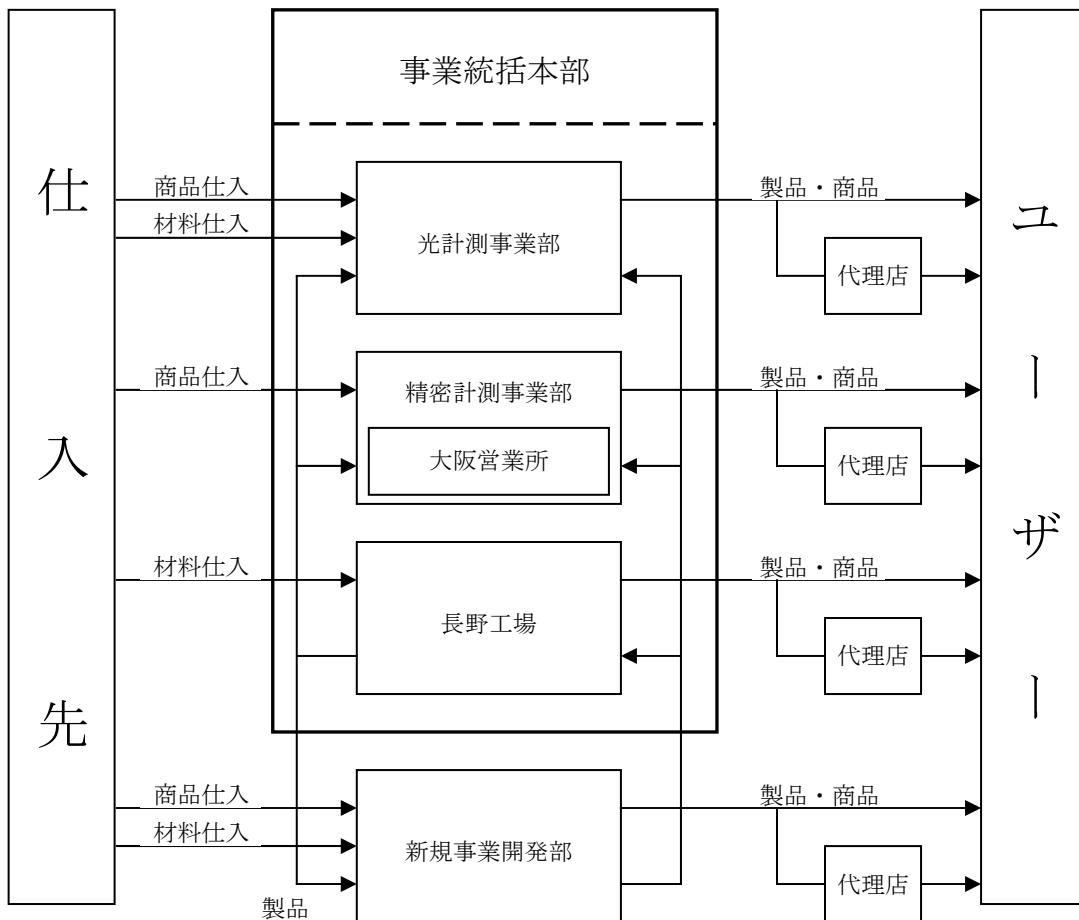 事業統括本部
仕入先
商品仕入
材料仕入
光計測事業部
製品・商品
代理店
ユーザー
商品仕入
精密計測事業部
大阪営業所
製品・商品
代理店
材料仕入
長野工場
製品・商品
代理店
商品仕入
材料仕入
新規事業開発部
製品・商品
代理店
製品